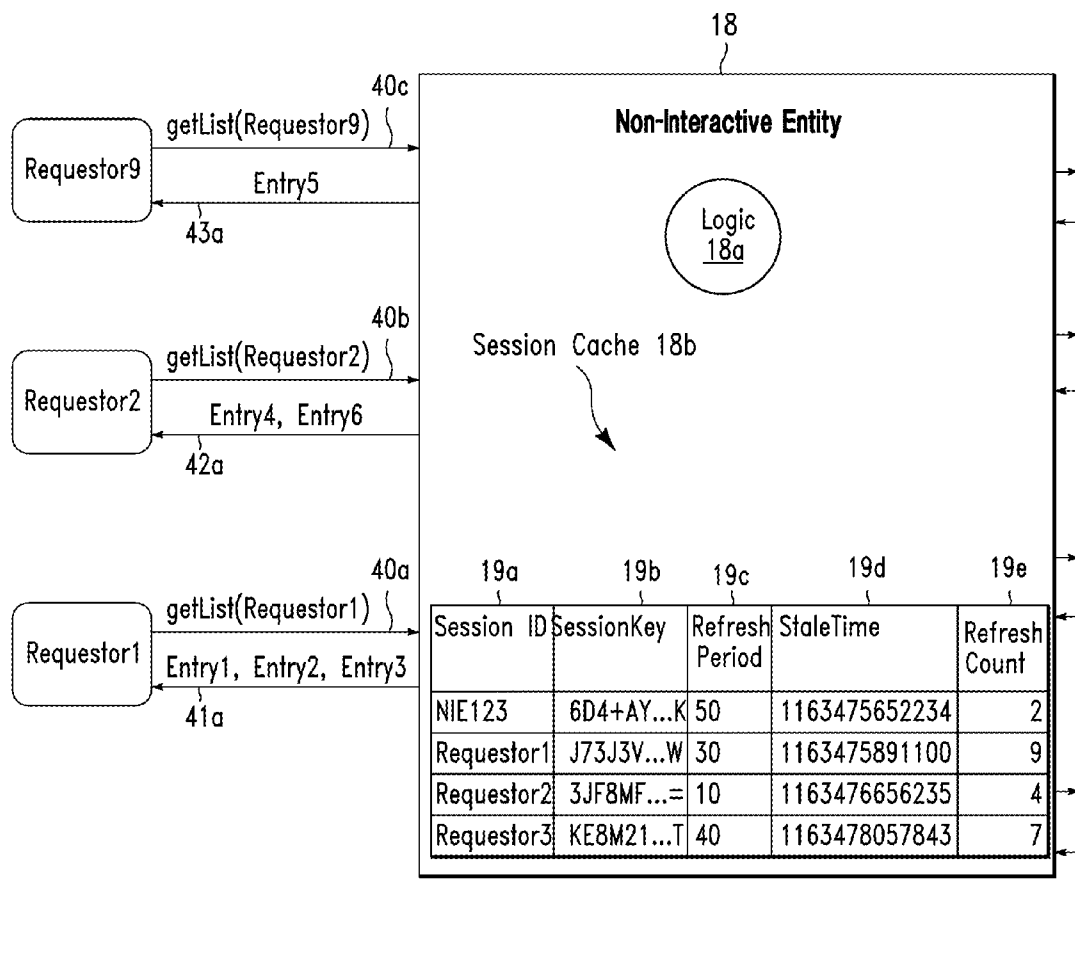 18
40c
Non-Interactive Entity
getList(Requestor9)
Requestor9
Entry5
43a
Logic
18a
40b
Session Cache 18b
getList(Requestor2)
Requestor2
Entry4, Entry6
42a
40a
19a 19b 19c 19d 19e
getList(Requestor1)
Requestor1
Entry1, Entry2, Entry3
41a
Session ID SessionKey Refresh Period StaleTime Refresh Count
NIE123 6D4+AY...K 50 1163475652234 2
Requestor1 J73J3V...W 30 1163475891100 9
Requestor2 3JF8MF...= 10 1163476656235 4
Requestor3 KE8M21...T 40 1163478057843 7